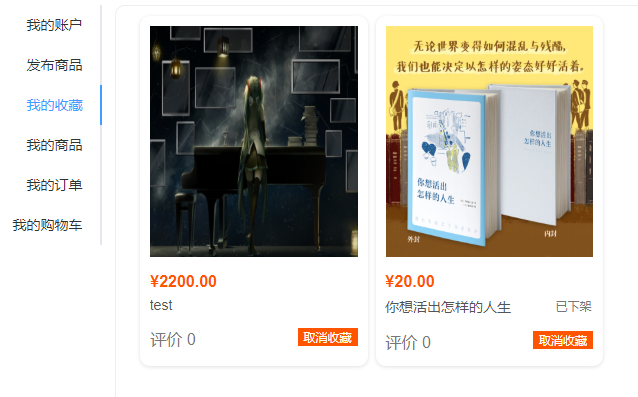 我的账户
发布商品
我的收藏
我的商品
我的订单
我的购物车
¥2200.00
test
评价 0
取消收藏
无论世界变得如何混乱与残酷，
我们也能决定以怎样的姿态好好活着。
你想活出
怎样的人生
你想活出
怎样的人生
外封
内封
¥20.00
你想活出怎样的人生 已下架
评价 0
取消收藏